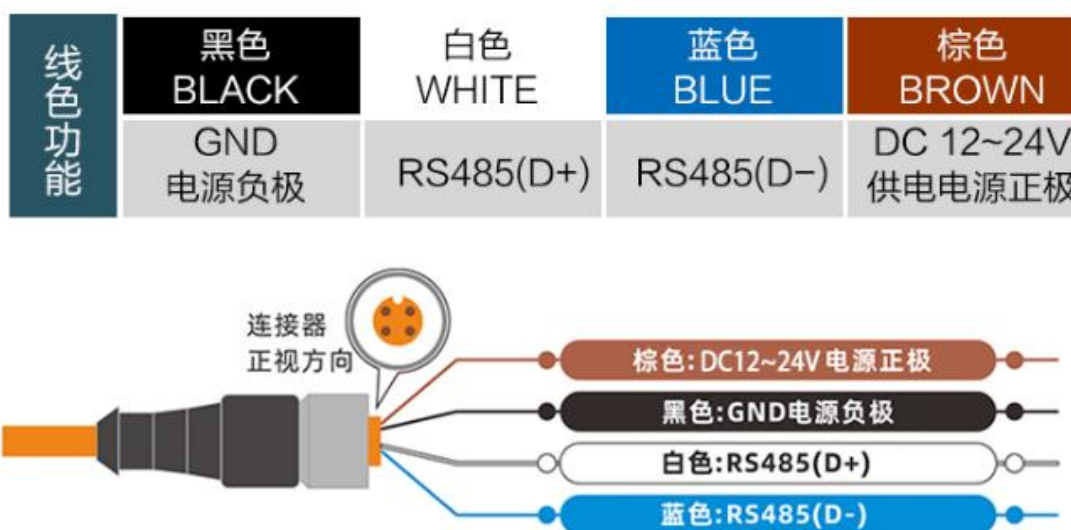 线色功能
黑色
BLACK
白色
WHITE
蓝色
BLUE
棕色
BROWN
GND
电源负极
RS485(D+)
RS485(D-)
DC 12~24V
供电电源正极
连接器
正视方向
棕色:DC12~24V电源正极
黑色:GND电源负极
白色:RS485(D+)
蓝色:RS485(D-)